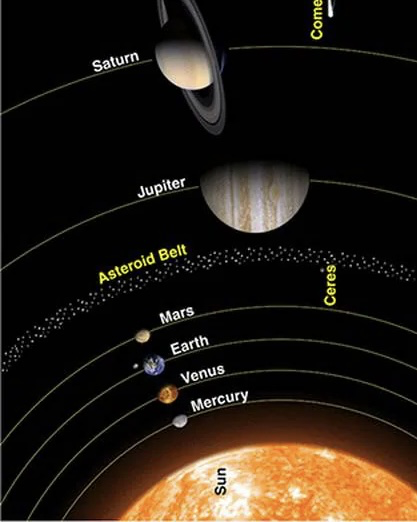 Come
Saturn
Jupiter
Asteroid Belt
Ceres
Mars
Earth
Venus
Mercury
Sun